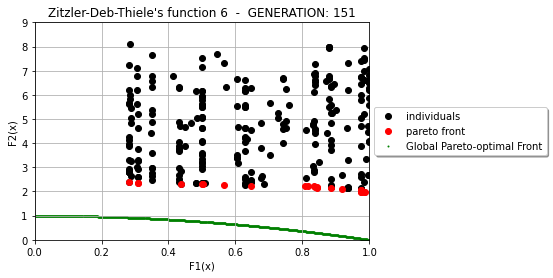 Zitzler-Deb-Thiele's function 6 - GENERATION: 151
F2(x)
9
8
7
6
5
4
3
2
1
0
0.0 0.2 0.4 0.6 0.8 1.0
F1(x)
individuals
pareto front
Global Pareto-optimal Front